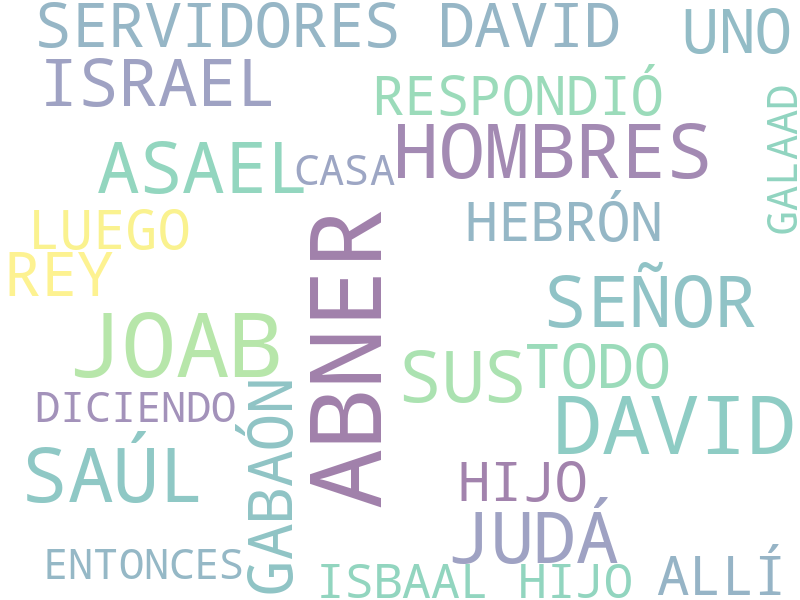 SERVIDORES DAVID
UNO
ISRAEL
RESPONDIÓ
GALAAD
HOMBRES
ASAEL
CASA
HEBRÓN
LUEGO
REY
ABNER
SEÑOR
JOAB
SUS
TODO
DICIENDO
GABAÓN
DAVID
SAÚL
HIJO
JUDÁ
ENTONCES
ISBAAL HIJO
ALLÍ